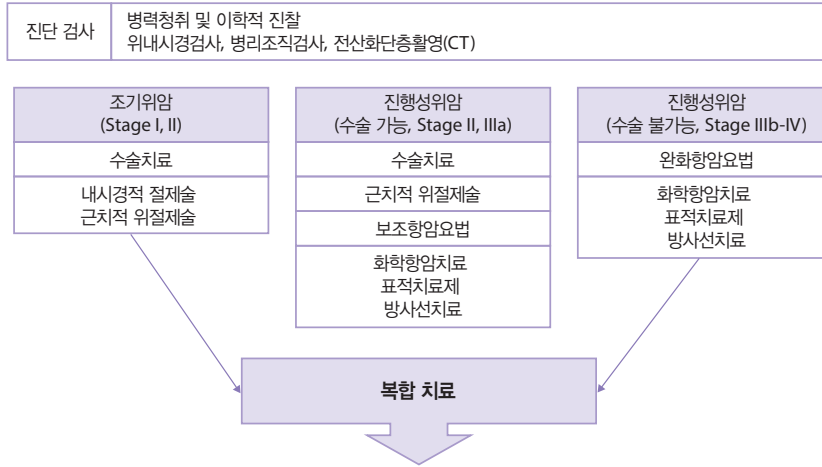 진단 검사
병력청취 및 이학적 진찰
위내시경검사, 병리조직검사, 전산화단층활영(CT)
조기위암
(Stage I, II)
수술치료
내시경적 절제술
근치적 위절제술
진행성위암
(수술 가능, Stage II, IIIa)
수술치료
근치적 위절제술
보조항암요법
화학항암치료
표적치료제
방사선치료
진행성위암
(수술 불가능, Stage IIIb-IV)
완화항암요법
화학항암치료
표적치료제
방사선치료
복합 치료